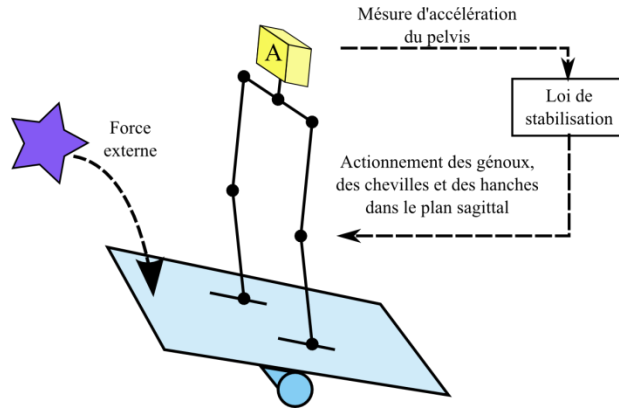 A
Mésure d'accélération
du pelvis
Loi de
stabilisation
Force
externe
Actionnement des génoux,
des chevilles et des hanches
dans le plan sagittal